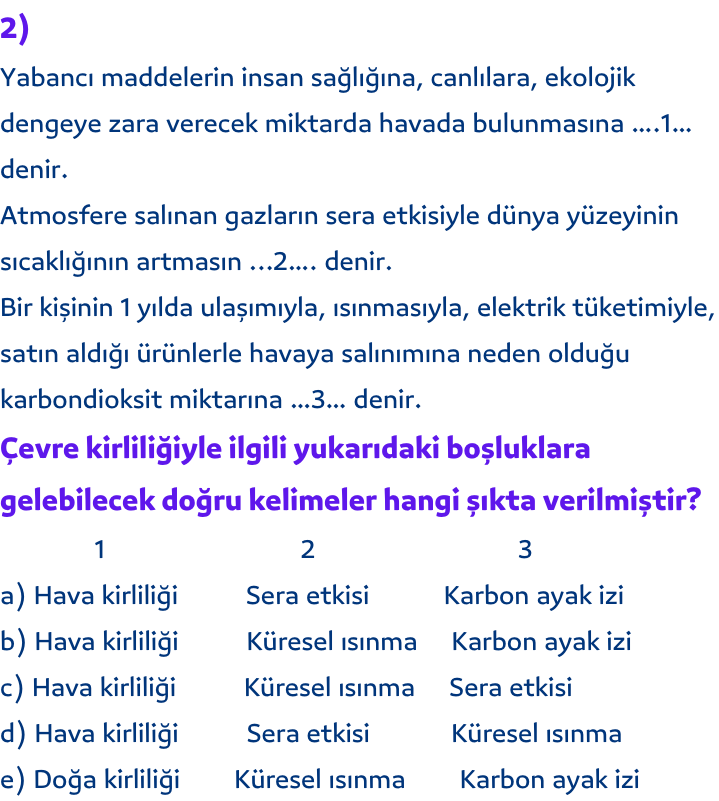 2)
Yabancı maddelerin insan sağlığına, canlılara, ekolojik
dengeye zara verecek miktarda havada bulunmasına ....1...
denir.
Atmosfere salınan gazların sera etkisiyle dünya yüzeyinin
sıcaklığının artmasın ...2.... denir.
Bir kişinin 1 yılda ulaşımıyla, ısınmasıyla, elektrik tüketimiyle,
satın aldığı ürünlerle havaya salınımına neden olduğu
karbondioksit miktarına ...3... denir.
Çevre kirliliğiyle ilgili yukarıdaki boşluklara
gelebilecek doğru kelimeler hangi şıkta verilmiştir?
1 2 3
a) Hava kirliliği Sera etkisi Karbon ayak izi
b) Hava kirliliği Küresel ısınma Karbon ayak izi
c) Hava kirliliği Küresel ısınma Sera etkisi
d) Hava kirliliği Sera etkisi Küresel ısınma
e) Doğa kirliliği Küresel ısınma Karbon ayak izi